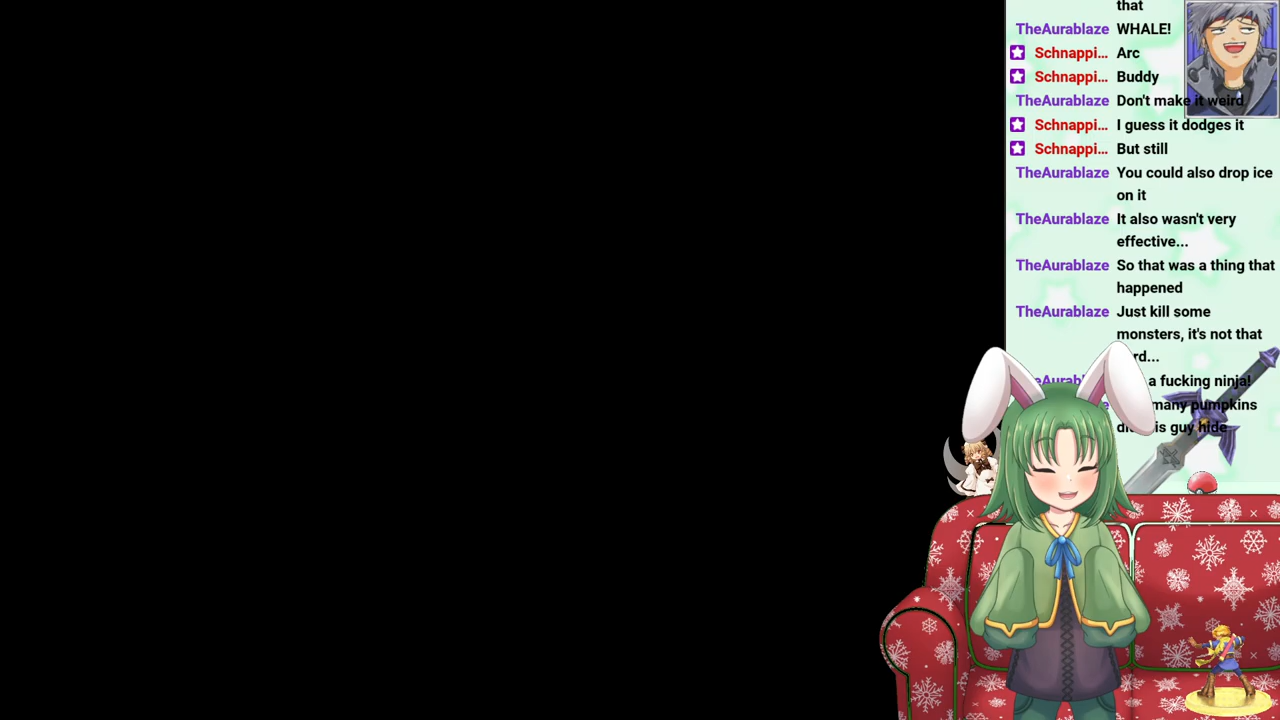 that
TheAurablaze WHALE!
Schnappi... Arc
Schnappi... Buddy
TheAurablaze Don't make it weird
Schnappi... I guess it dodges it
Schnappi... But still
TheAurablaze You could also drop ice
on it
TheAurablaze It also wasn't very
effective...
TheAurablaze So that was a thing that
happened
TheAurablaze Just kill some
monsters, it's not that
a fucking ninja!
many pumpkins
is guy hide